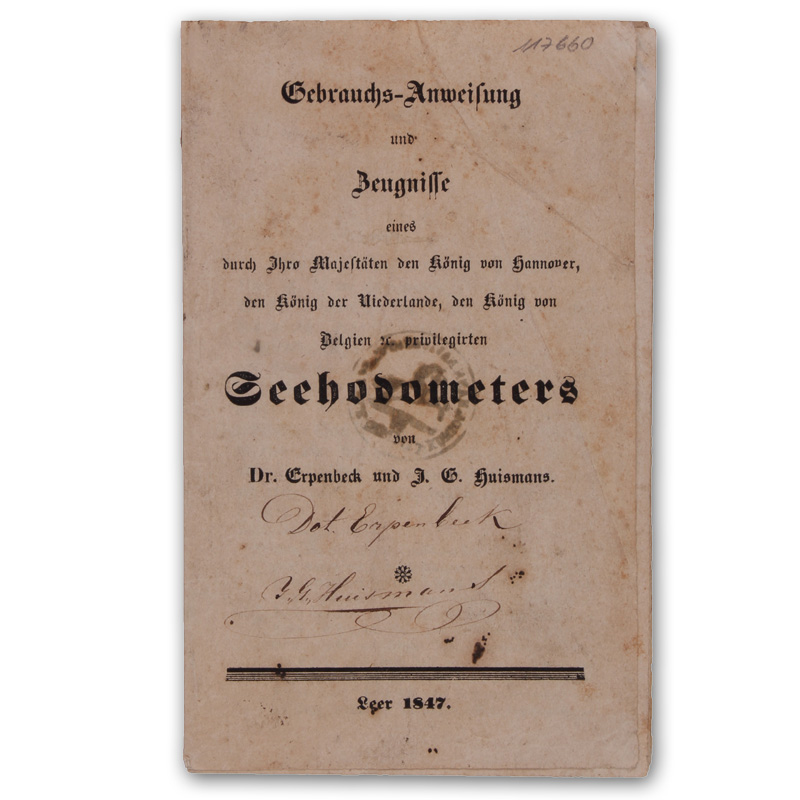 117660
Gebrauchs-Anweiſung
und
Zeugniſſe
eines
durch Ihro Majeſtäten den König von Hannover,
den König der Niederlande, den König von
Belgien ꝛc. privilegirten
Seehodometers
von
Dr. Erpenbeck und J. G. Huismans.
Dot. Erpenbeck
J. G. Huismans
Leer 1847.